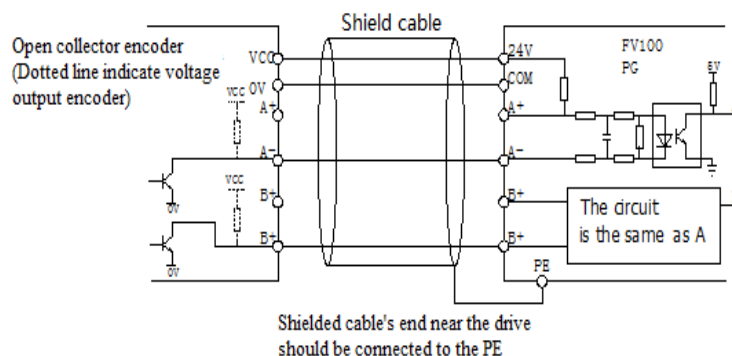 Shield cable
Open collector encoder
(Dotted line indicate voltage
output encoder)
VCC
0V
A+
A-
B+
B+
VCC
VCC
0V
0V
24V
COM
A+
A-
B+
B+
PE
FV100
PG
5V
The circuit
is the same as A
Shielded cable's end near the drive
should be connected to the PE